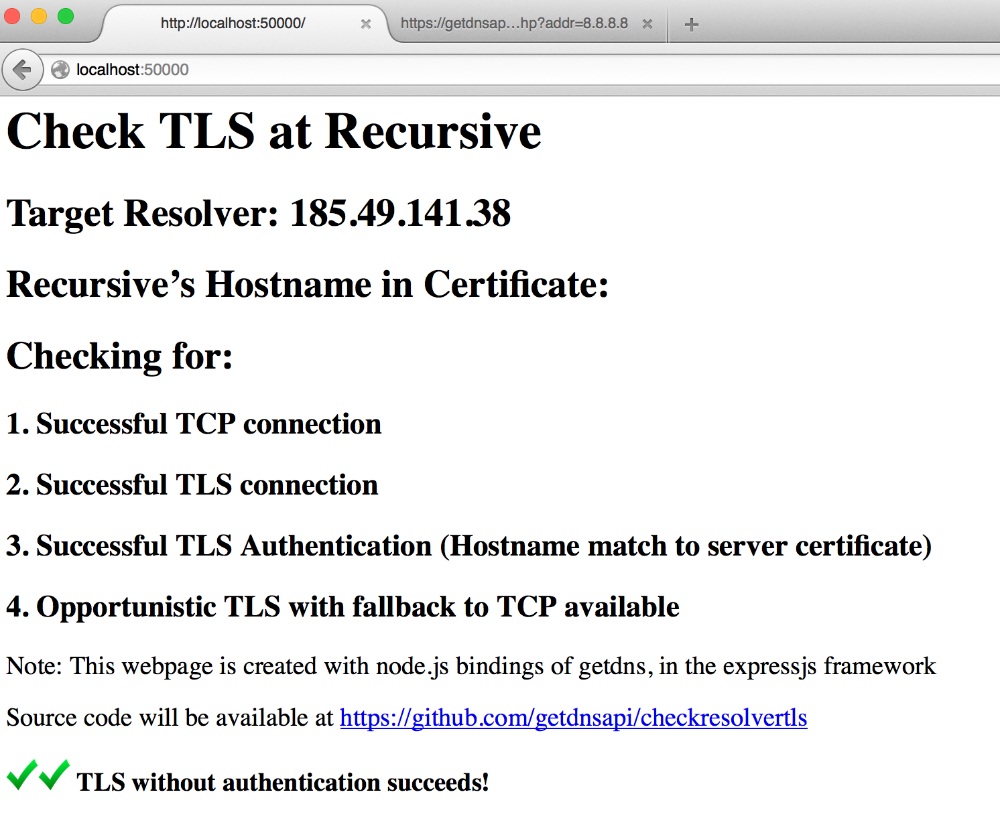 http://localhost:50000/
https://getdnsap...hp?addr=8.8.8.8
localhost:50000
Check TLS at Recursive
Target Resolver: 185.49.141.38
Recursive’s Hostname in Certificate:
Checking for:
1. Successful TCP connection
2. Successful TLS connection
3. Successful TLS Authentication (Hostname match to server certificate)
4. Opportunistic TLS with fallback to TCP available
Note: This webpage is created with node.js bindings of getdns, in the expressjs framework
Source code will be available at https://github.com/getdnsapi/checkresolvertls
TLS without authentication succeeds!